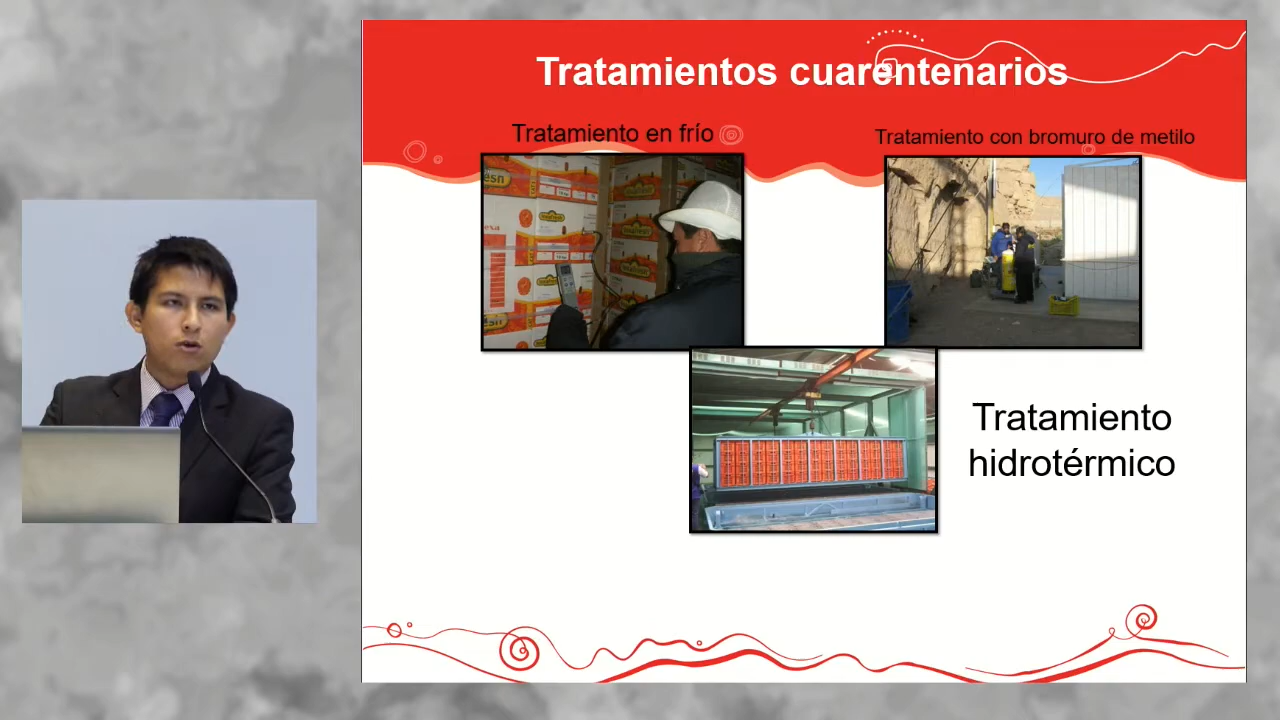 Tratamientos cuarentenarios
Tratamiento en frío
Tratamiento con bromuro de metilo
Tratamiento
hidrotérmico